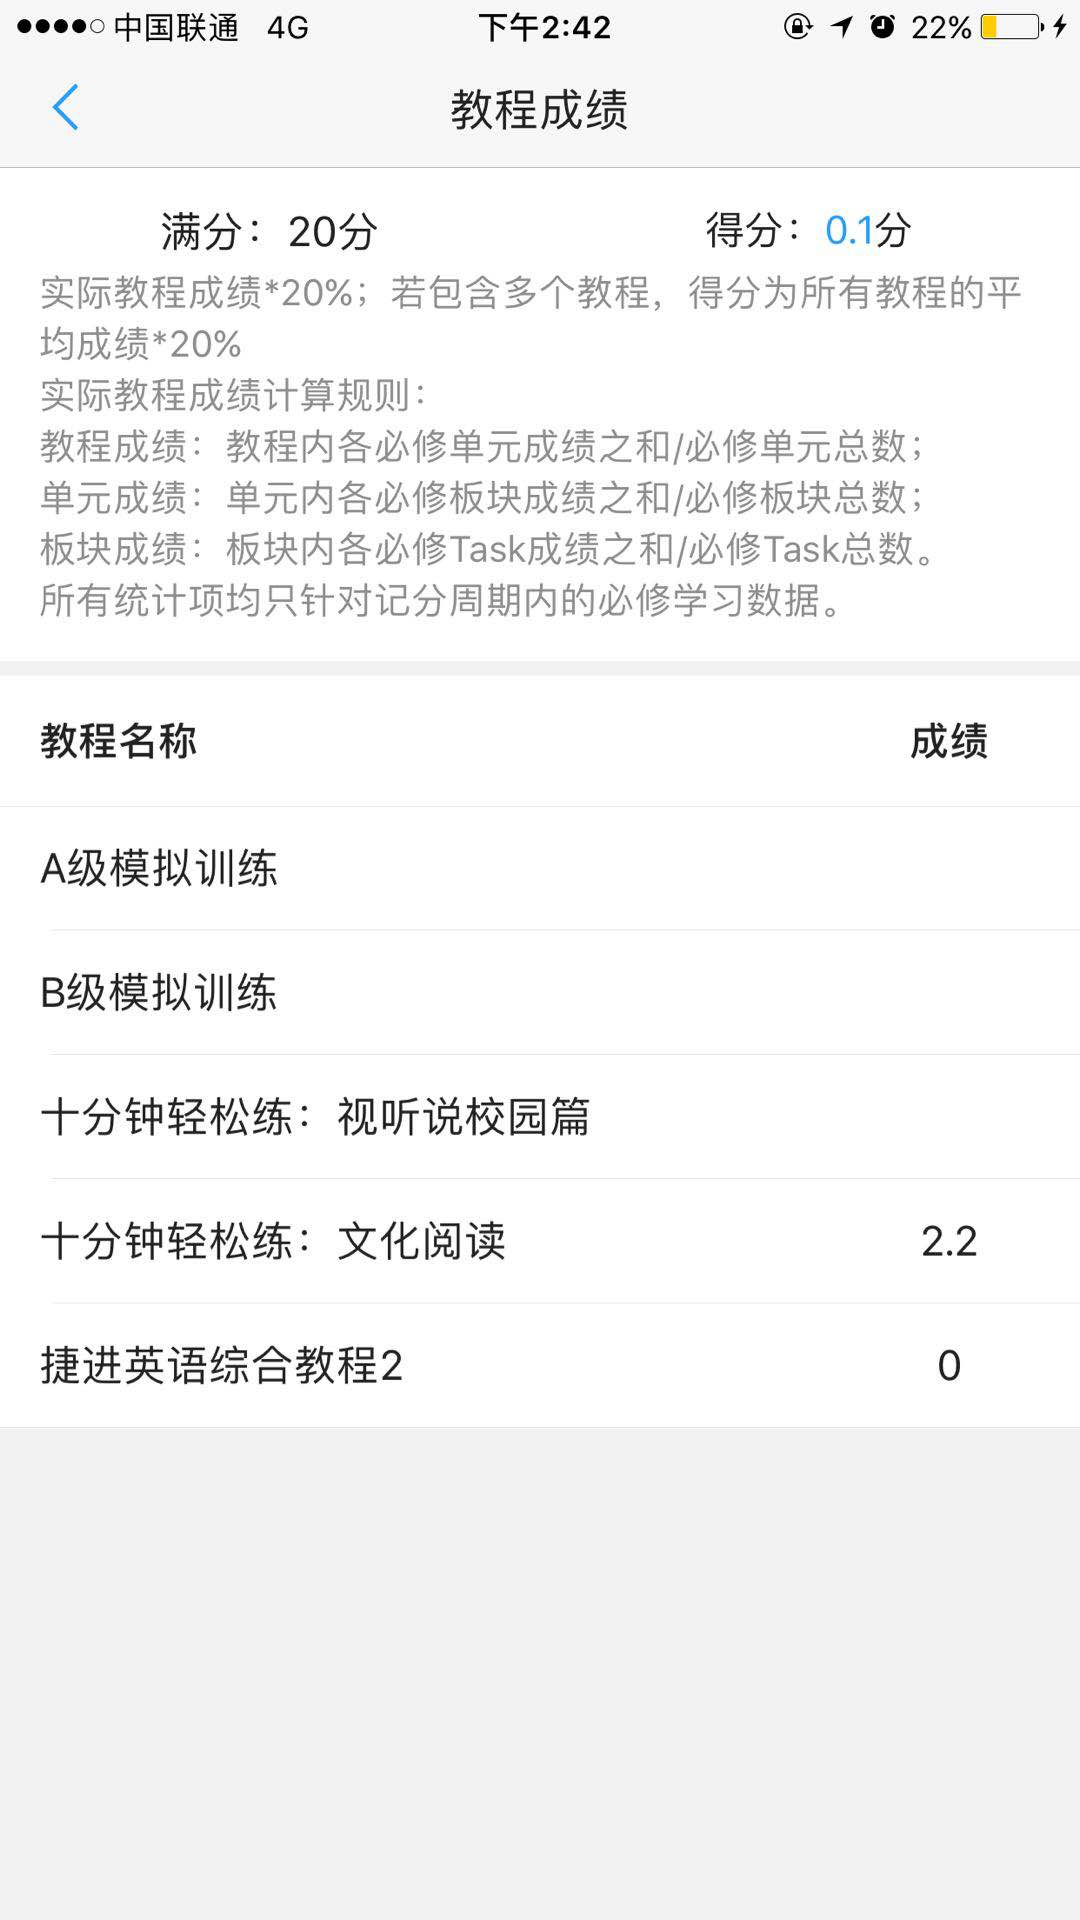 中国联通 4G 下午2:42 22%
教程成绩
满分：20分 得分：0.1分
实际教程成绩*20%；若包含多个教程，得分为所有教程的平
均成绩*20%
实际教程成绩计算规则：
教程成绩：教程内各必修单元成绩之和/必修单元总数；
单元成绩：单元内各必修板块成绩之和/必修板块总数；
板块成绩：板块内各必修Task成绩之和/必修Task总数。
所有统计项均只针对记分周期内的必修学习数据。
教程名称 成绩
A级模拟训练
B级模拟训练
十分钟轻松练：视听说校园篇
十分钟轻松练：文化阅读 2.2
捷进英语综合教程2 0